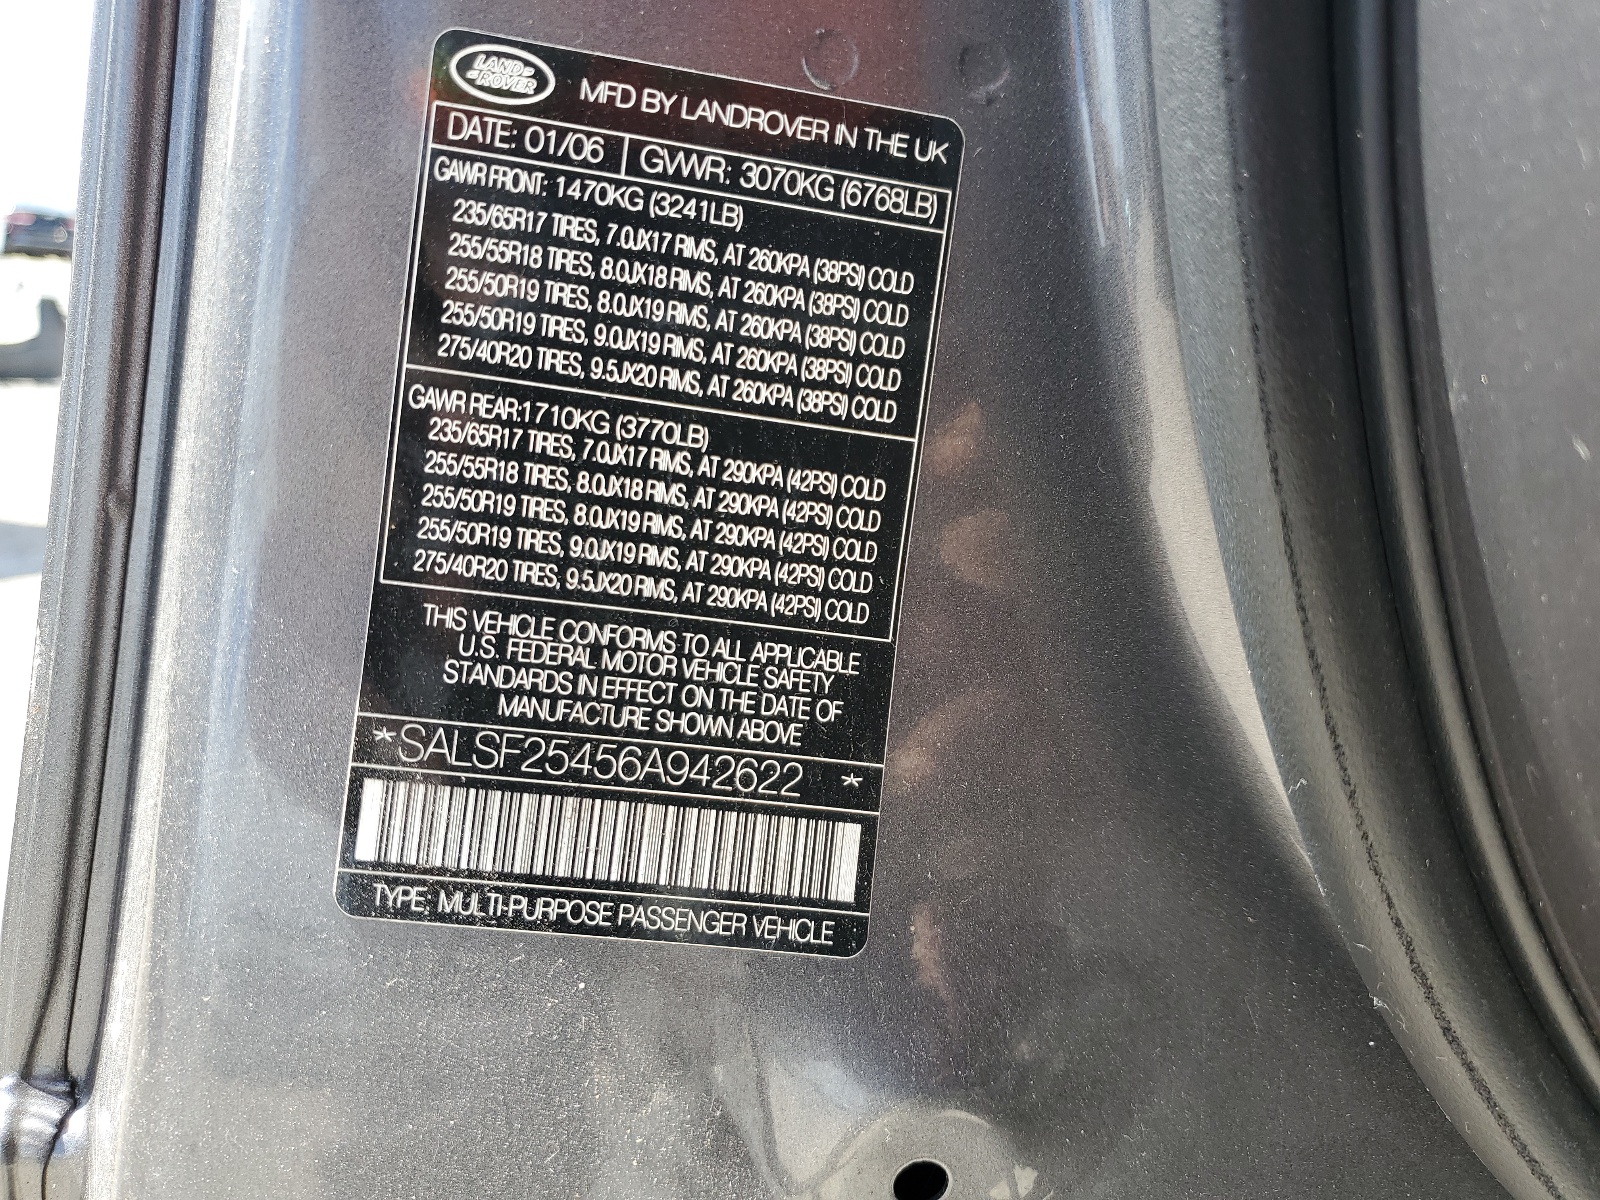 LAND
ROVER
MFD BY LANDROVER IN THE UK
DATE: 01/06 GVWR: 3070KG (6768LB)
GAWR FRONT: 1470KG (3241LB)
235/65R17 TIRES, 7.0JX17 RIMS, AT 260KPA (38PSI) COLD
255/55R18 TIRES, 8.0JX18 RIMS, AT 260KPA (38PSI) COLD
255/50R19 TIRES, 8.0JX19 RIMS, AT 260KPA (38PSI) COLD
255/50R19 TIRES, 9.0JX19 RIMS, AT 260KPA (38PSI) COLD
275/40R20 TIRES, 9.5JX20 RIMS, AT 260KPA (38PSI) COLD
GAWR REAR:1710KG (3770LB)
235/65R17 TIRES, 7.0JX17 RIMS, AT 290KPA (42PSI) COLD
255/55R18 TIRES, 8.0JX18 RIMS, AT 290KPA (42PSI) COLD
255/50R19 TIRES, 8.0JX19 RIMS, AT 290KPA (42PSI) COLD
255/50R19 TIRES, 9.0JX19 RIMS, AT 290KPA (42PSI) COLD
275/40R20 TIRES, 9.5JX20 RIMS, AT 290KPA (42PSI) COLD
THIS VEHICLE CONFORMS TO ALL APPLICABLE
U.S. FEDERAL MOTOR VEHICLE SAFETY
STANDARDS IN EFFECT ON THE DATE OF
MANUFACTURE SHOWN ABOVE
*SALSF25456A942622 *
TYPE: MULTI-PURPOSE PASSENGER VEHICLE